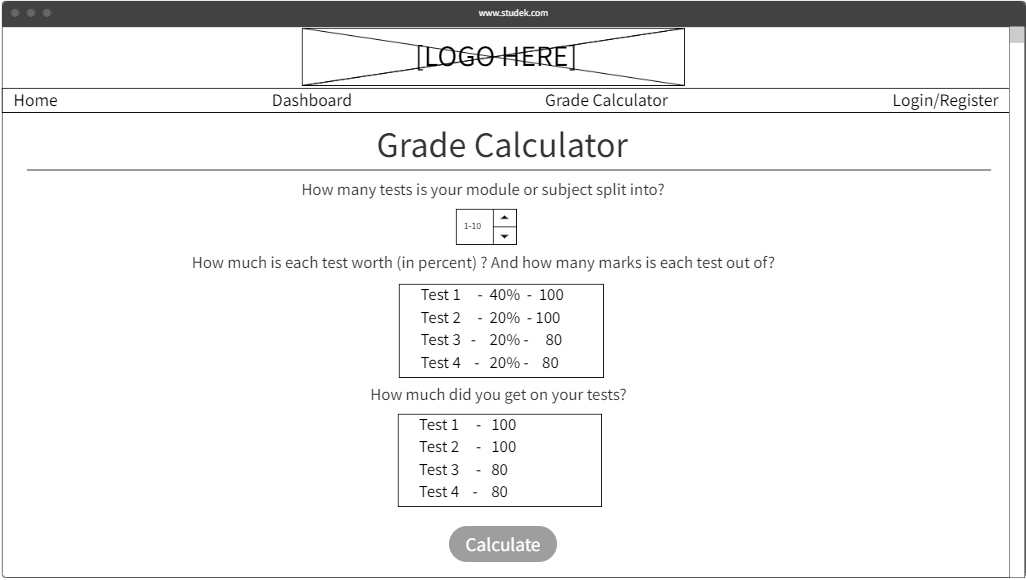 www.studek.com
[LOGO HERE]
Home Dashboard Grade Calculator Login/Register
Grade Calculator
How many tests is your module or subject split into?
1-10
How much is each test worth (in percent) ? And how many marks is each test out of?
Test 1 - 40% - 100
Test 2 - 20% - 100
Test 3 - 20% - 80
Test 4 - 20% - 80
How much did you get on your tests?
Test 1 - 100
Test 2 - 100
Test 3 - 80
Test 4 - 80
Calculate